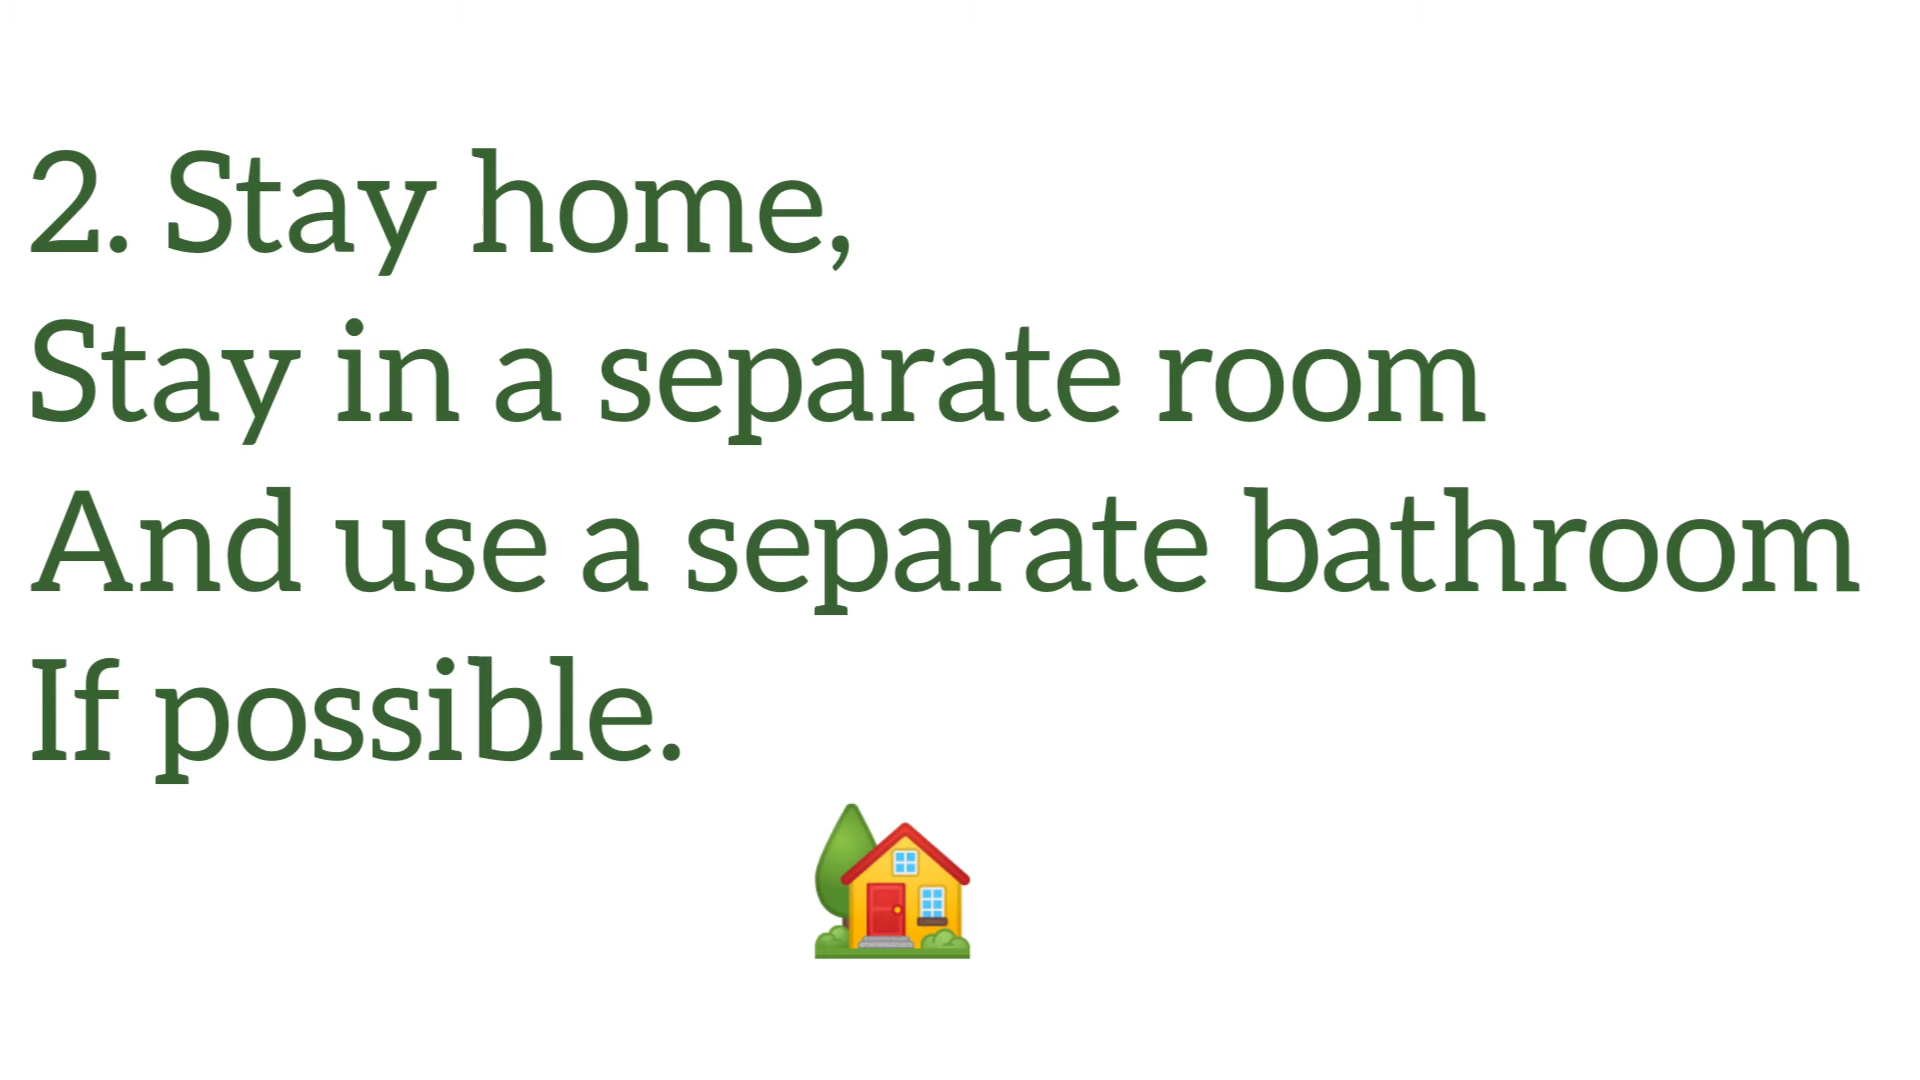 2. Stay home,
Stay in a separate room
And use a separate bathroom
If possible.